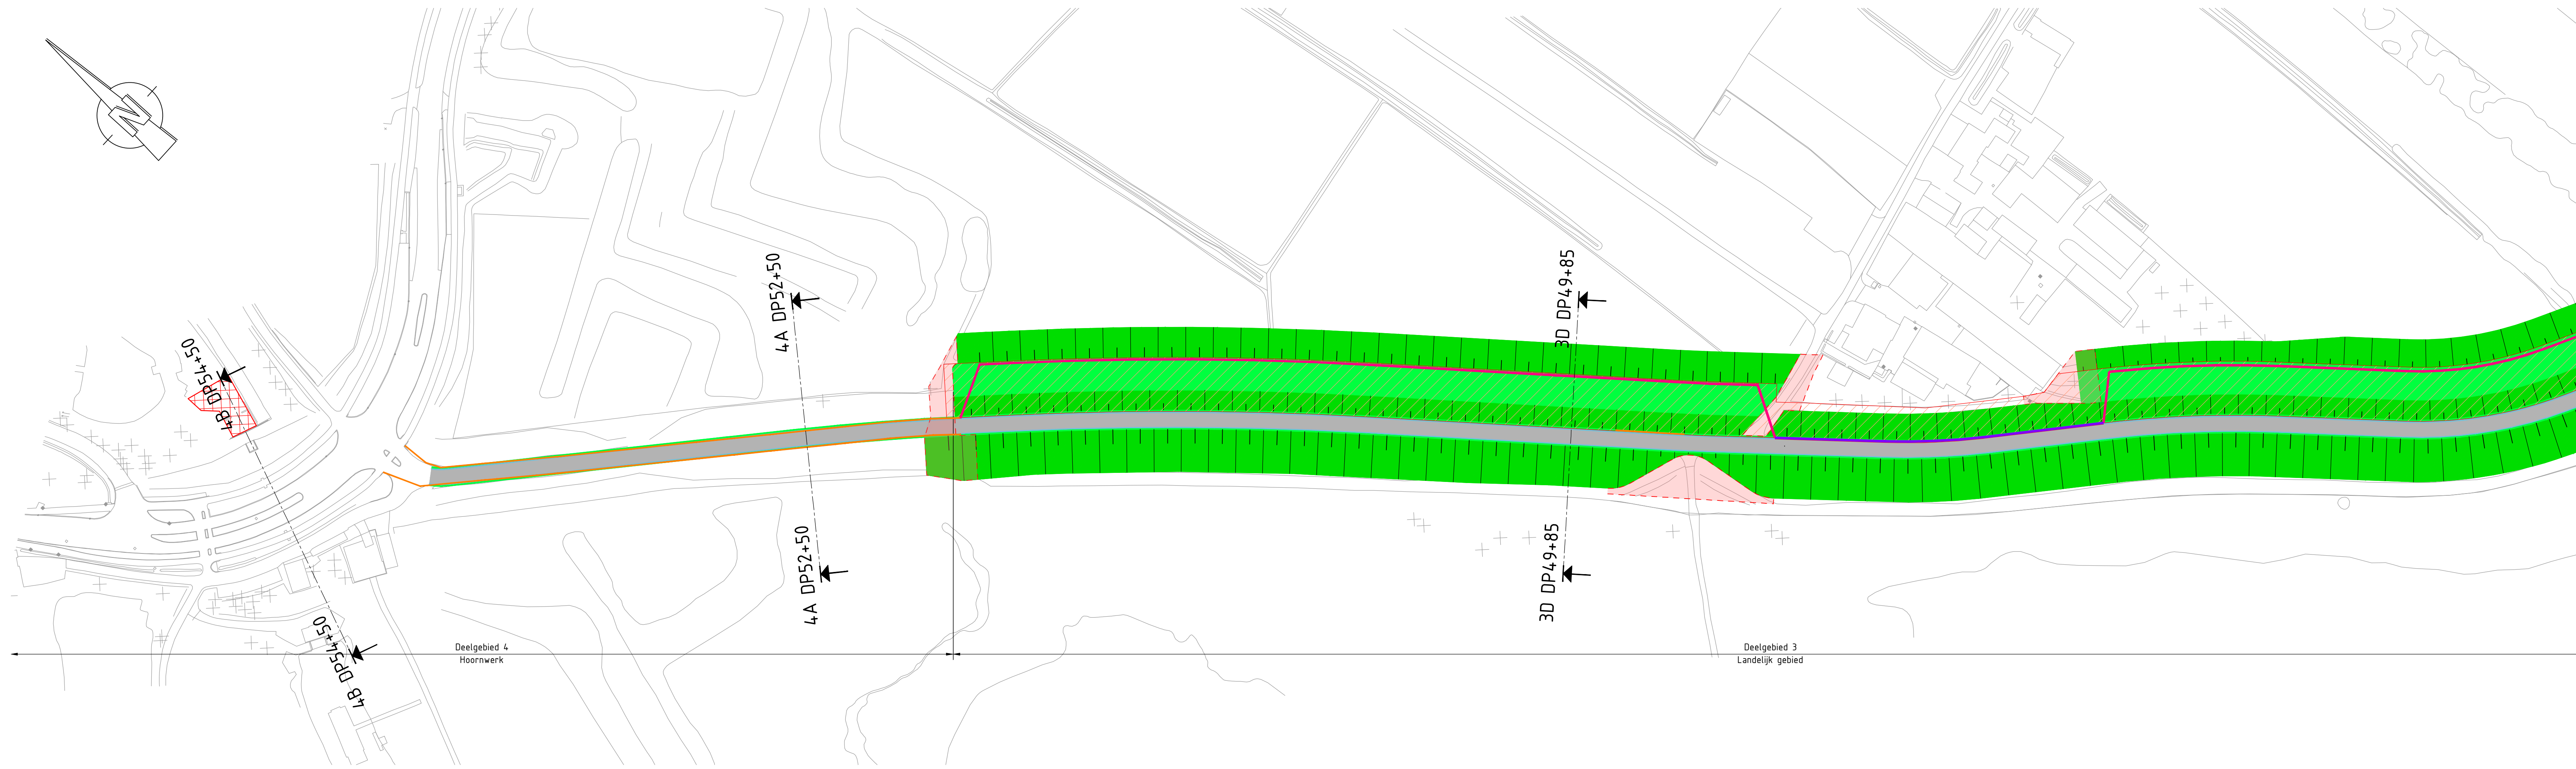 N
4A DP52+50
3D DP49+85
4B DP54+50
4A DP52+50
3D DP49+85
4B DP54+50
Deelgebied 4
Hoornwerk
Deelgebied 3
Landelijk gebied